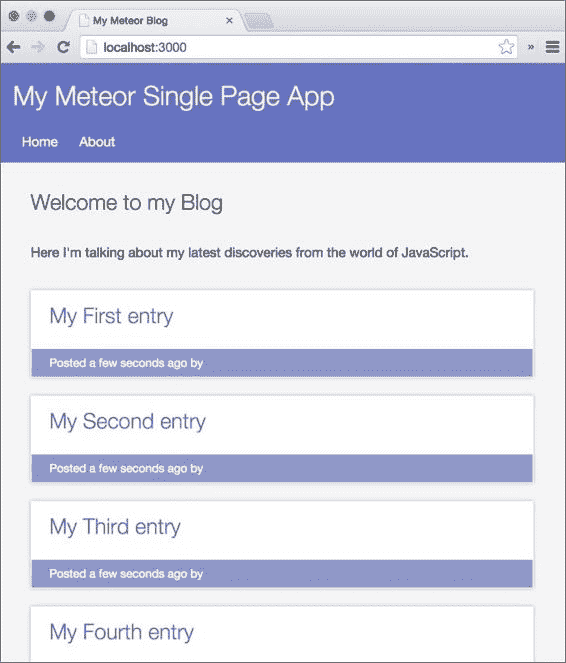 My Meteor Blog
localhost:3000
My Meteor Single Page App
Home About
Welcome to my Blog
Here I'm talking about my latest discoveries from the world of JavaScript.
My First entry
Posted a few seconds ago by
My Second entry
Posted a few seconds ago by
My Third entry
Posted a few seconds ago by
My Fourth entry